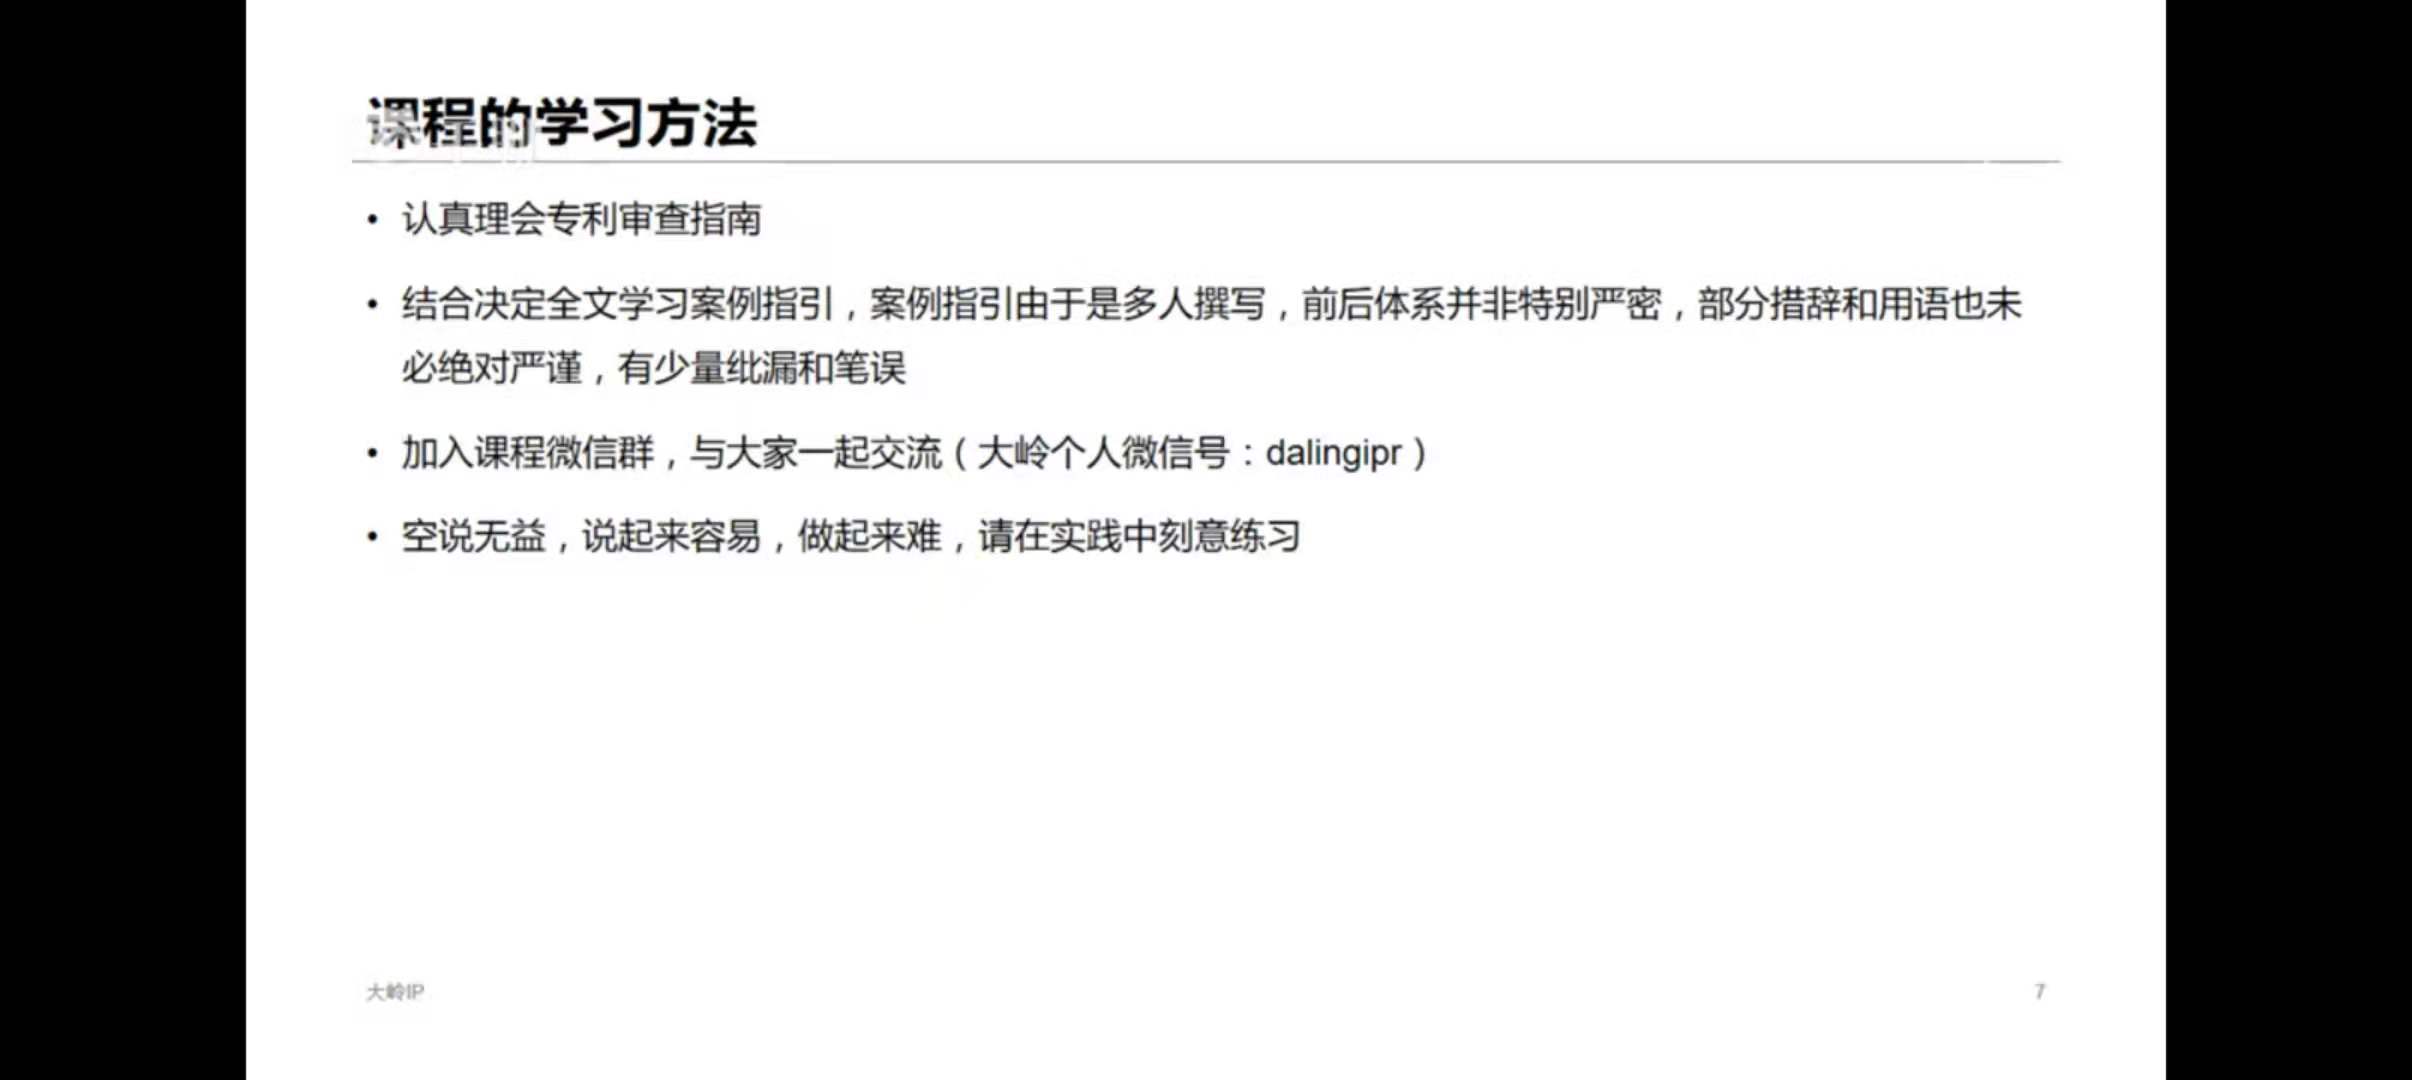 课程的学习方法
• 认真理会专利审查指南
• 结合决定全文学习案例指引，案例指引由于是多人撰写，前后体系并非特别严密，部分措辞和用语也未
必绝对严谨，有少量纰漏和笔误
• 加入课程微信群，与大家一起交流（大岭个人微信号：dalingipr）
• 空说无益，说起来容易，做起来难，请在实践中刻意练习
大岭IP
7